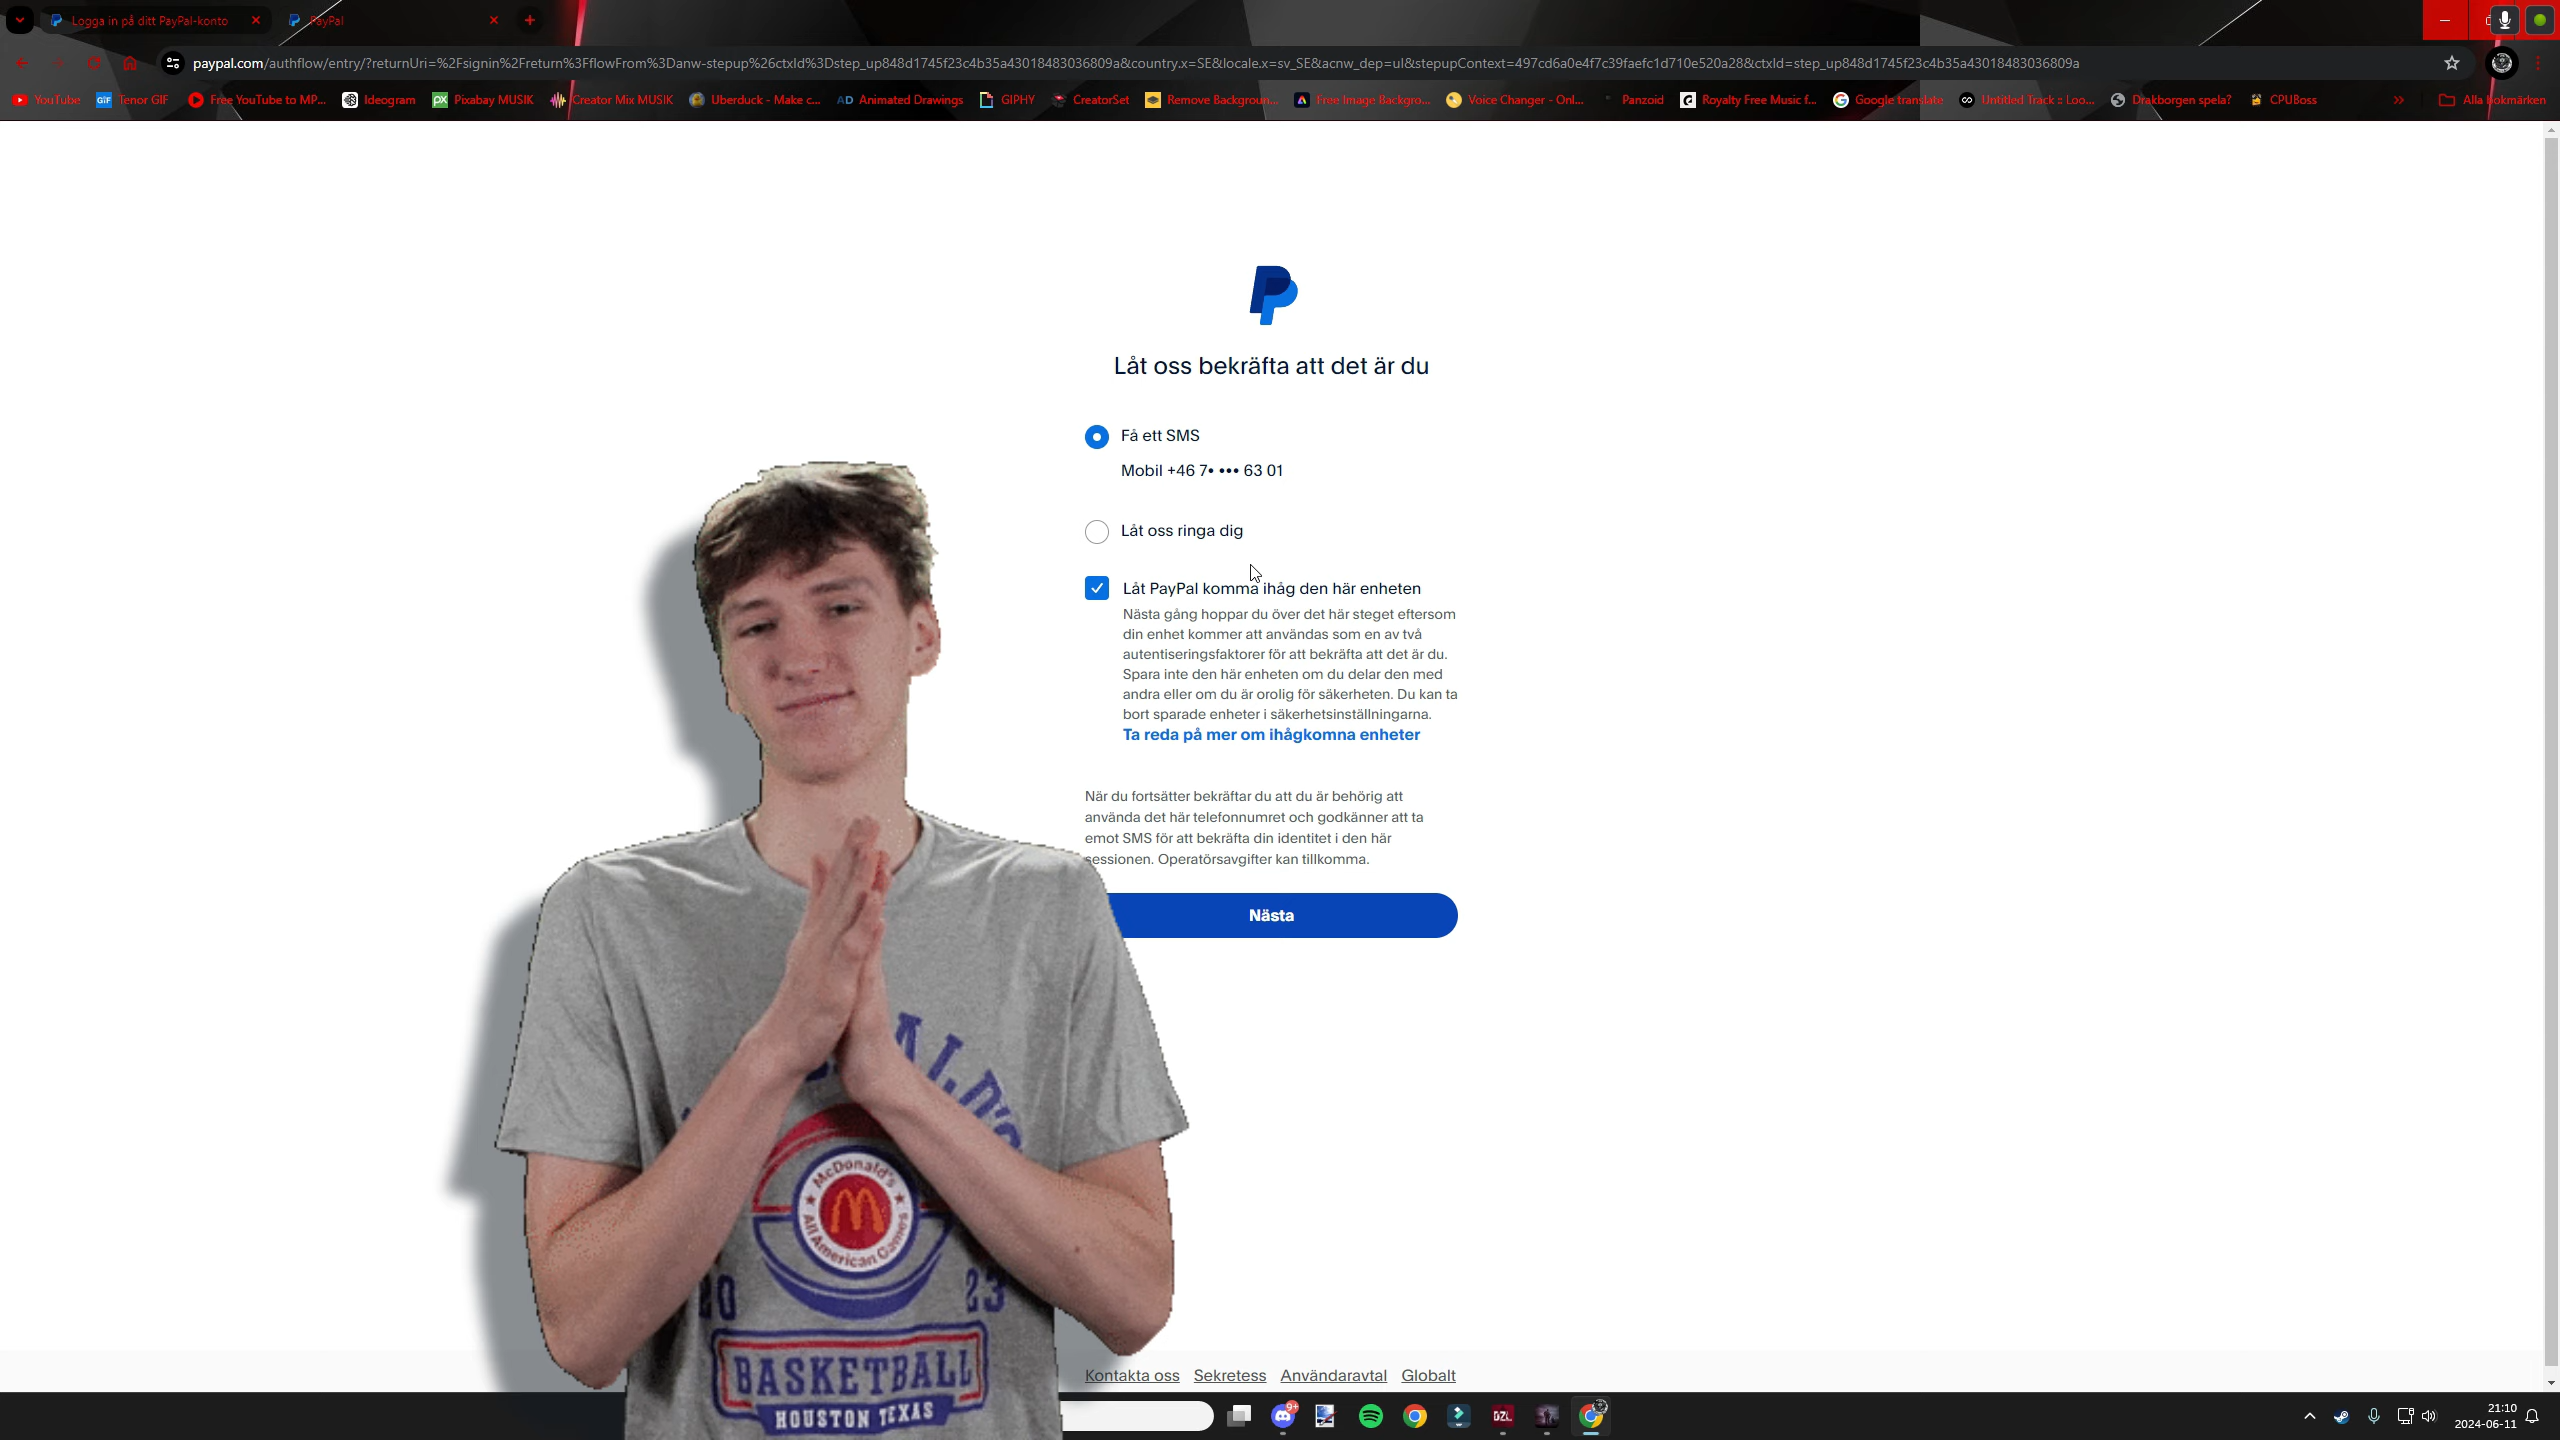 Logga in på ditt PayPal-konto
PayPal
paypal.com/authflow/entry/?returnUri=%2Fsignin%2Freturn%3FflowFrom%3Danw-stepup%26ctxId%3Dstep_up848d1745f23c4b35a43018483036809a&country.x=SE&locale.x=sv_SE&acnw_dep=ul&stepupContext=497cd6a0e4f7c39faefc1d710e520a28&ctxId=step_up848d1745f23c4b35a43018483036809a
YouTube GIF Tenor GIF Free YouTube to MP... Ideogram PX Pixabay MUSIK Creator Mix MUSIK Uberduck - Make c... AD Animated Drawings GIPHY CreatorSet Remove Backgroun... Free Image Backgro... Voice Changer - Onl... Panzoid Royalty Free Music f... Google translate Untitled Track :: Loo... Drakborgen spela? CPUBoss » Alla bokmärken
Låt oss bekräfta att det är du
Få ett SMS
Mobil +46 7• ••• 63 01
Låt oss ringa dig
Låt PayPal komma ihåg den här enheten
Nästa gång hoppar du över det här steget eftersom
din enhet kommer att användas som en av två
autentiseringsfaktorer för att bekräfta att det är du.
Spara inte den här enheten om du delar den med
andra eller om du är orolig för säkerheten. Du kan ta
bort sparade enheter i säkerhetsinställningarna.
Ta reda på mer om ihågkomna enheter
När du fortsätter bekräftar du att du är behörig att
använda det här telefonnumret och godkänner att ta
emot SMS för att bekräfta din identitet i den här
sessionen. Operatörsavgifter kan tillkomma.
Nästa
McDonald's
All American Games
23
BASKETBALL
HOUSTON TEXAS
Kontakta oss Sekretess Användaravtal Globalt
9+
DZL
21:10
2024-06-11